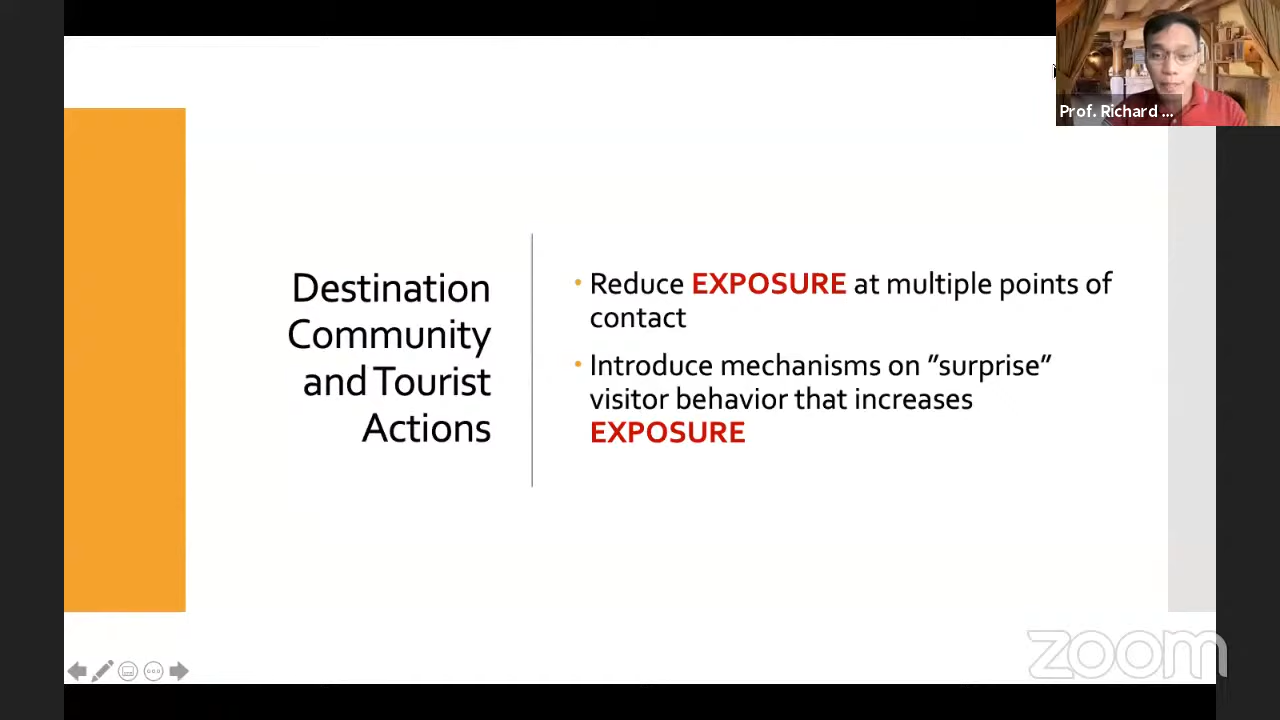 Prof. Richard ...
Destination
Community
and Tourist
Actions
• Reduce EXPOSURE at multiple points of
contact
• Introduce mechanisms on ”surprise”
visitor behavior that increases
EXPOSURE
zoom